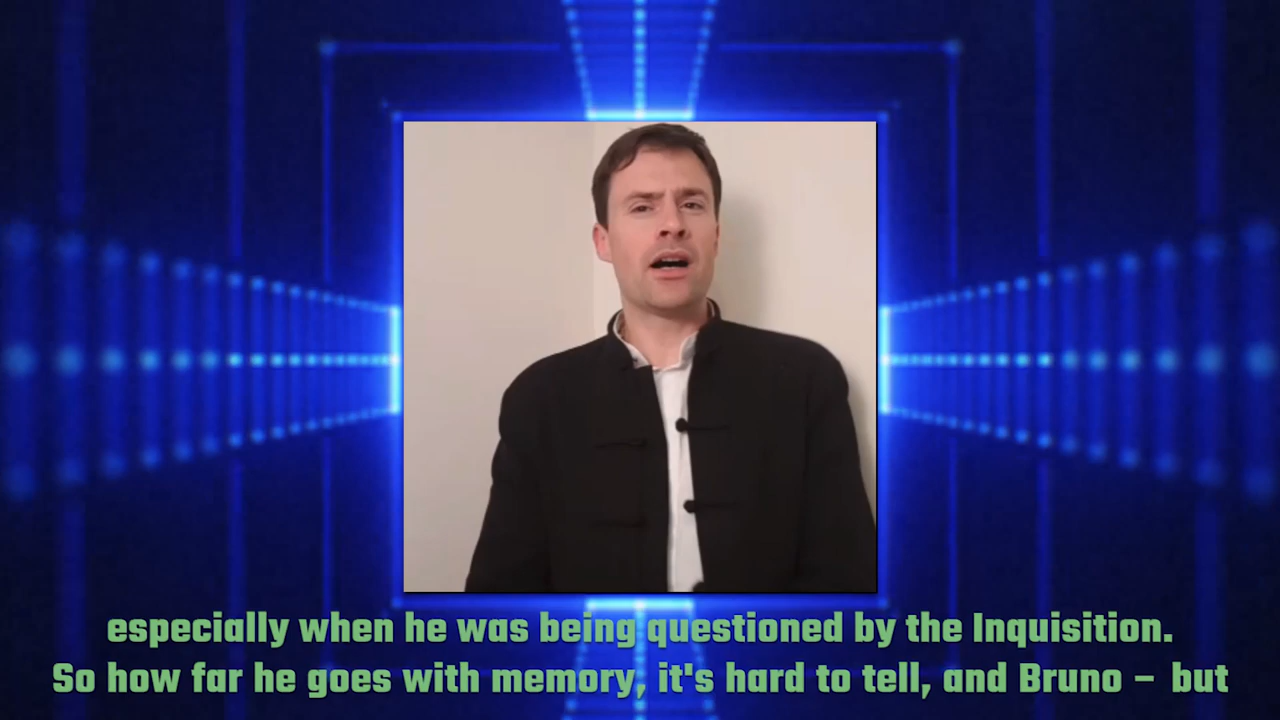 especially when he was being questioned by the Inquisition.
So how far he goes with memory, it's hard to tell, and Bruno – but